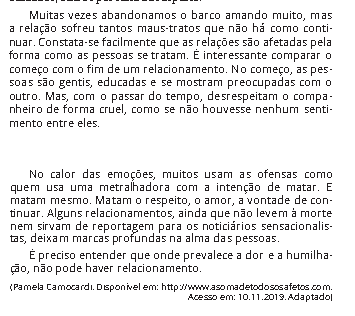 Muitas vezes abandonamos o barco amando muito, mas
a relação sofreu tantos maus-tratos que não há como conti-
nuar. Constata-se facilmente que as relações são afetadas pela
forma como as pessoas se tratam. É interessante comparar o
começo com o fim de um relacionamento. No começo, as pes-
soas são gentis, educadas e se mostram preocupadas com o
outro. Mas, com o passar do tempo, desrespeitam o compa-
nheiro de forma cruel, como se não houvesse nenhum senti-
mento entre eles.
No calor das emoções, muitos usam as ofensas como
quem usa uma metralhadora com a intenção de matar. E
matam mesmo. Matam o respeito, o amor, a vontade de con-
tinuar. Alguns relacionamentos, ainda que não levem à morte
nem sirvam de reportagem para os noticiários sensacionalis-
tas, deixam marcas profundas na alma das pessoas.
É preciso entender que onde prevalece a dor e a humilha-
ção, não pode haver relacionamento.
(Pamela Camocardi. Disponível em: http://www.asomadetodososafetos.com.
Acesso em: 10.11.2019. Adaptado)